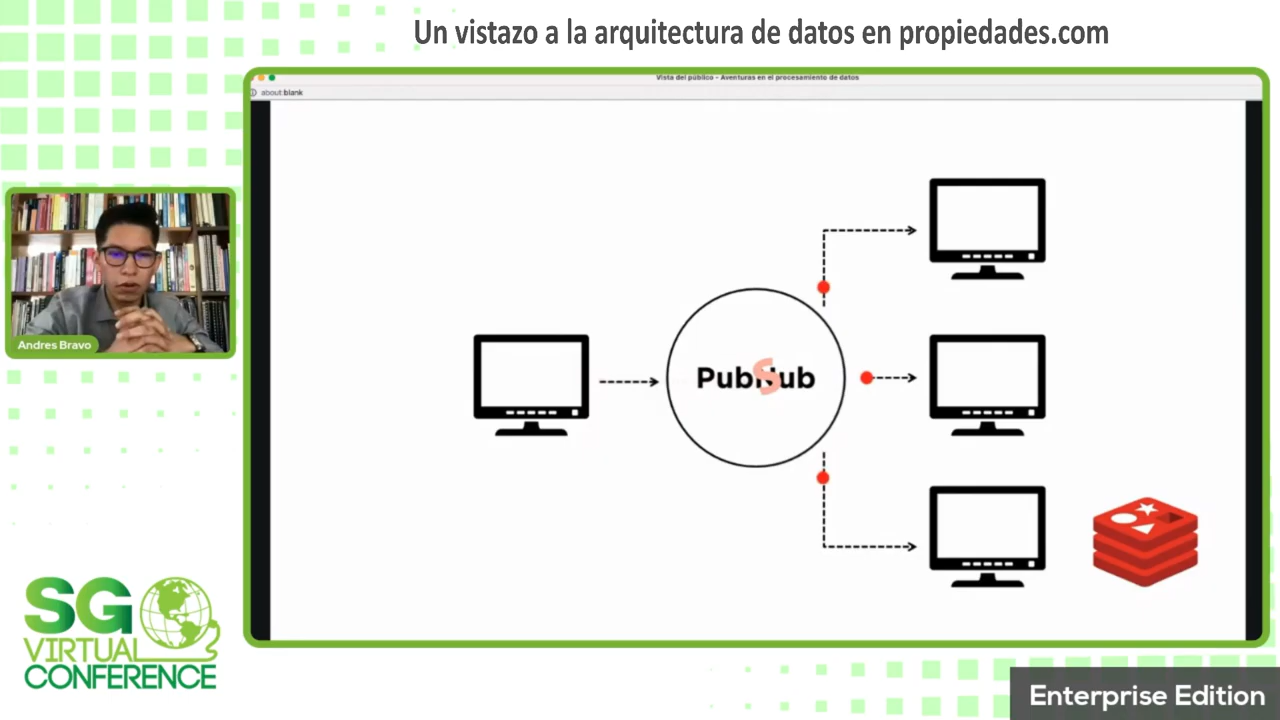 Un vistazo a la arquitectura de datos en propiedades.com
Vista del público - Aventuras en el procesamiento de datos
about:blank
Andres Bravo
SG
VIRTUAL
CONFERENCE
Enterprise Edition